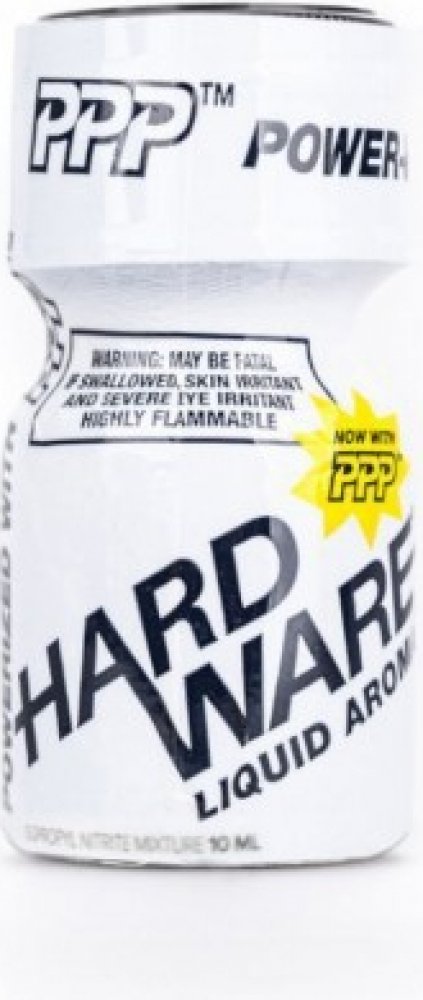 PPP™ POWER-
WARNING: MAY BE FATAL
IF SWALLOWED, SKIN IRRITANT
AND SEVERE EYE IRRITANT
HIGHLY FLAMMABLE
NOW WITH
PPP
HARD
WARE
LIQUID AROM
POWERIZED WITH
NITRITE MIXTURE 10 ML